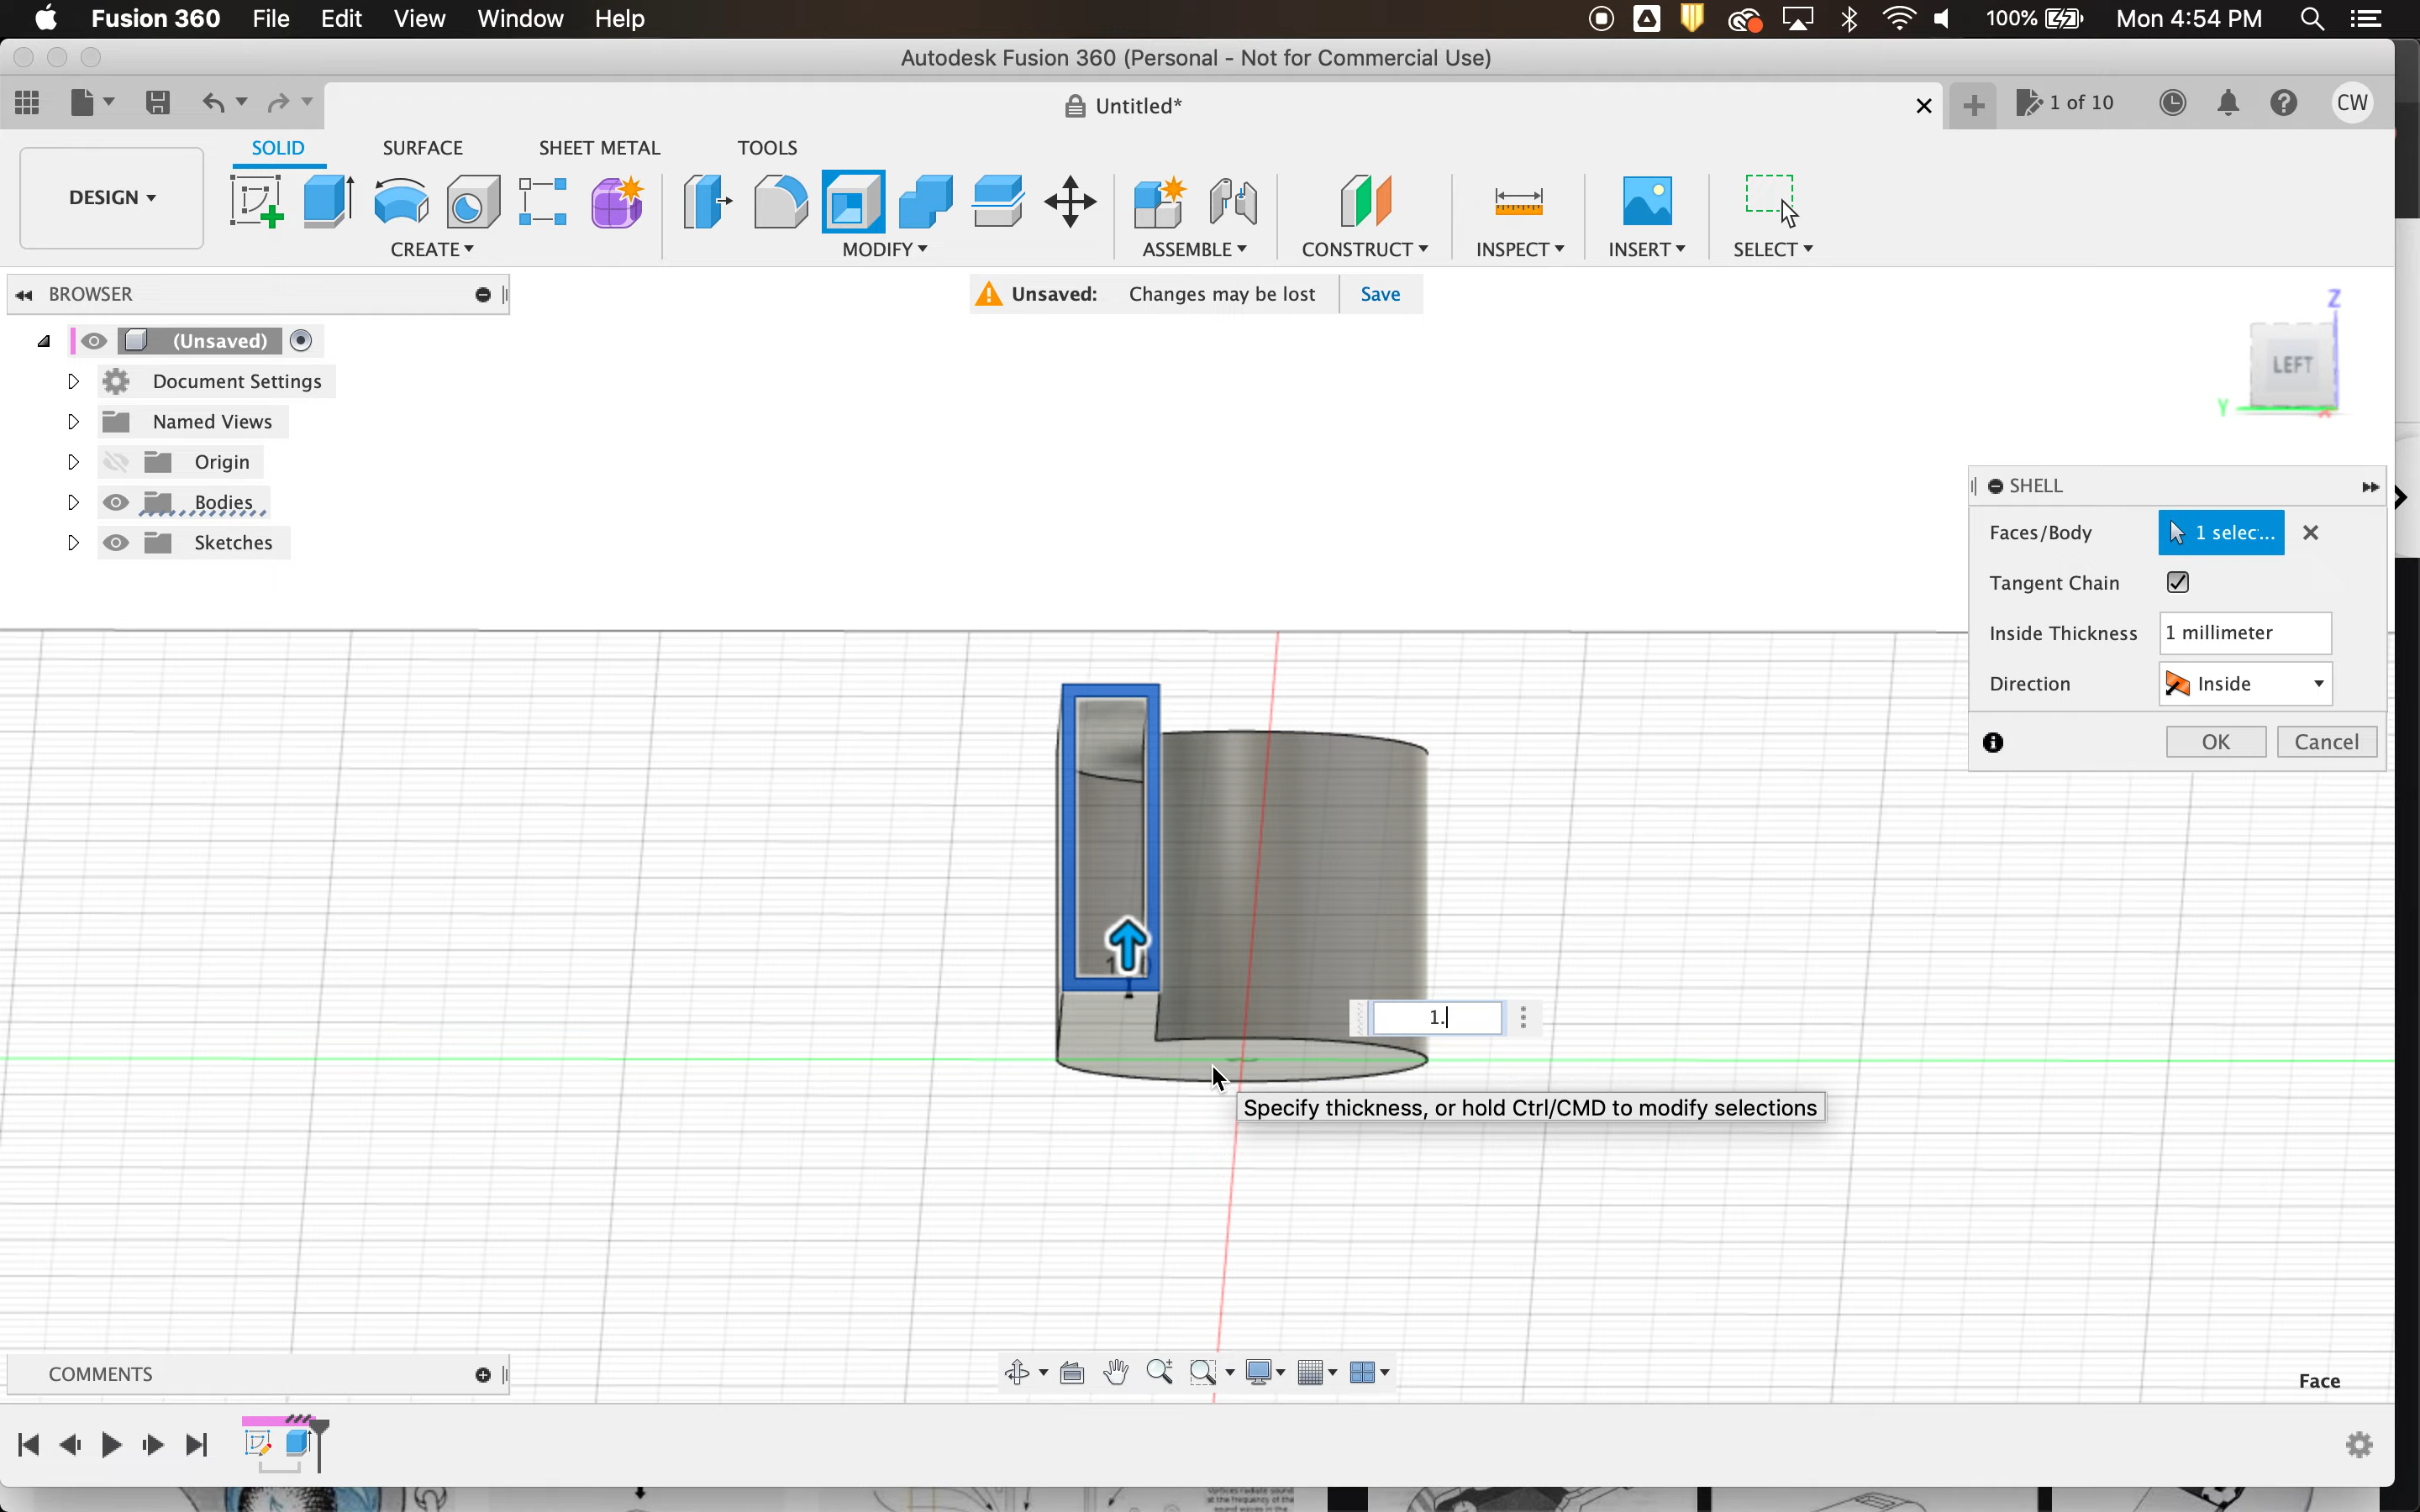 Fusion 360 File Edit View Window Help 100% Mon 4:54 PM
Autodesk Fusion 360 (Personal - Not for Commercial Use)
Untitled* 1 of 10 CW
SOLID SURFACE SHEET METAL TOOLS
DESIGN
CREATE MODIFY ASSEMBLE CONSTRUCT INSPECT INSERT SELECT
BROWSER
Unsaved: Changes may be lost Save
Z
LEFT
Y
(Unsaved)
Document Settings
Named Views
Origin
Bodies
Sketches
SHELL
Faces/Body 1 selec...
Tangent Chain
Inside Thickness 1 millimeter
Direction Inside
OK Cancel
1.
Specify thickness, or hold Ctrl/CMD to modify selections
COMMENTS
Face